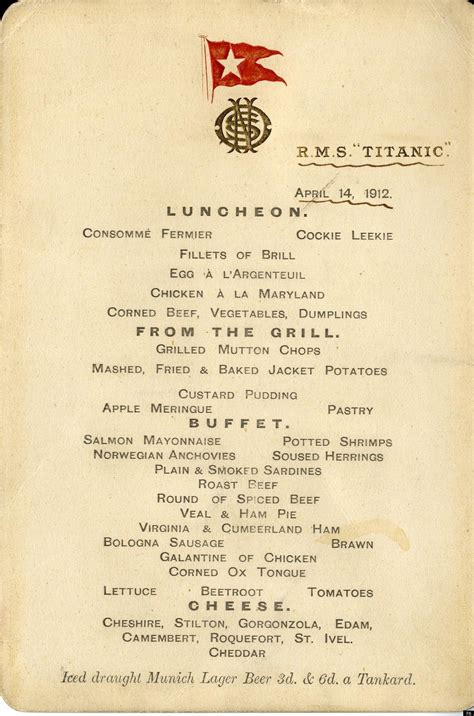 R.M.S. "TITANIC."
APRIL 14, 1912.
LUNCHEON.
CONSOMMÉ FERMIER COCKIE LEEKIE
FILLETS OF BRILL
EGG À L'ARGENTEUIL
CHICKEN À LA MARYLAND
CORNED BEEF, VEGETABLES, DUMPLINGS
FROM THE GRILL.
GRILLED MUTTON CHOPS
MASHED, FRIED & BAKED JACKET POTATOES
CUSTARD PUDDING
APPLE MERINGUE PASTRY
BUFFET.
SALMON MAYONNAISE POTTED SHRIMPS
NORWEGIAN ANCHOVIES SOUSED HERRINGS
PLAIN & SMOKED SARDINES
ROAST BEEF
ROUND OF SPICED BEEF
VEAL & HAM PIE
VIRGINIA & CUMBERLAND HAM
BOLOGNA SAUSAGE BRAWN
GALANTINE OF CHICKEN
CORNED OX TONGUE
LETTUCE BEETROOT TOMATOES
CHEESE.
CHESHIRE, STILTON, GORGONZOLA, EDAM,
CAMEMBERT, ROQUEFORT, ST. IVEL.
CHEDDAR
Iced draught Munich Lager Beer 3d. & 6d. a Tankard.